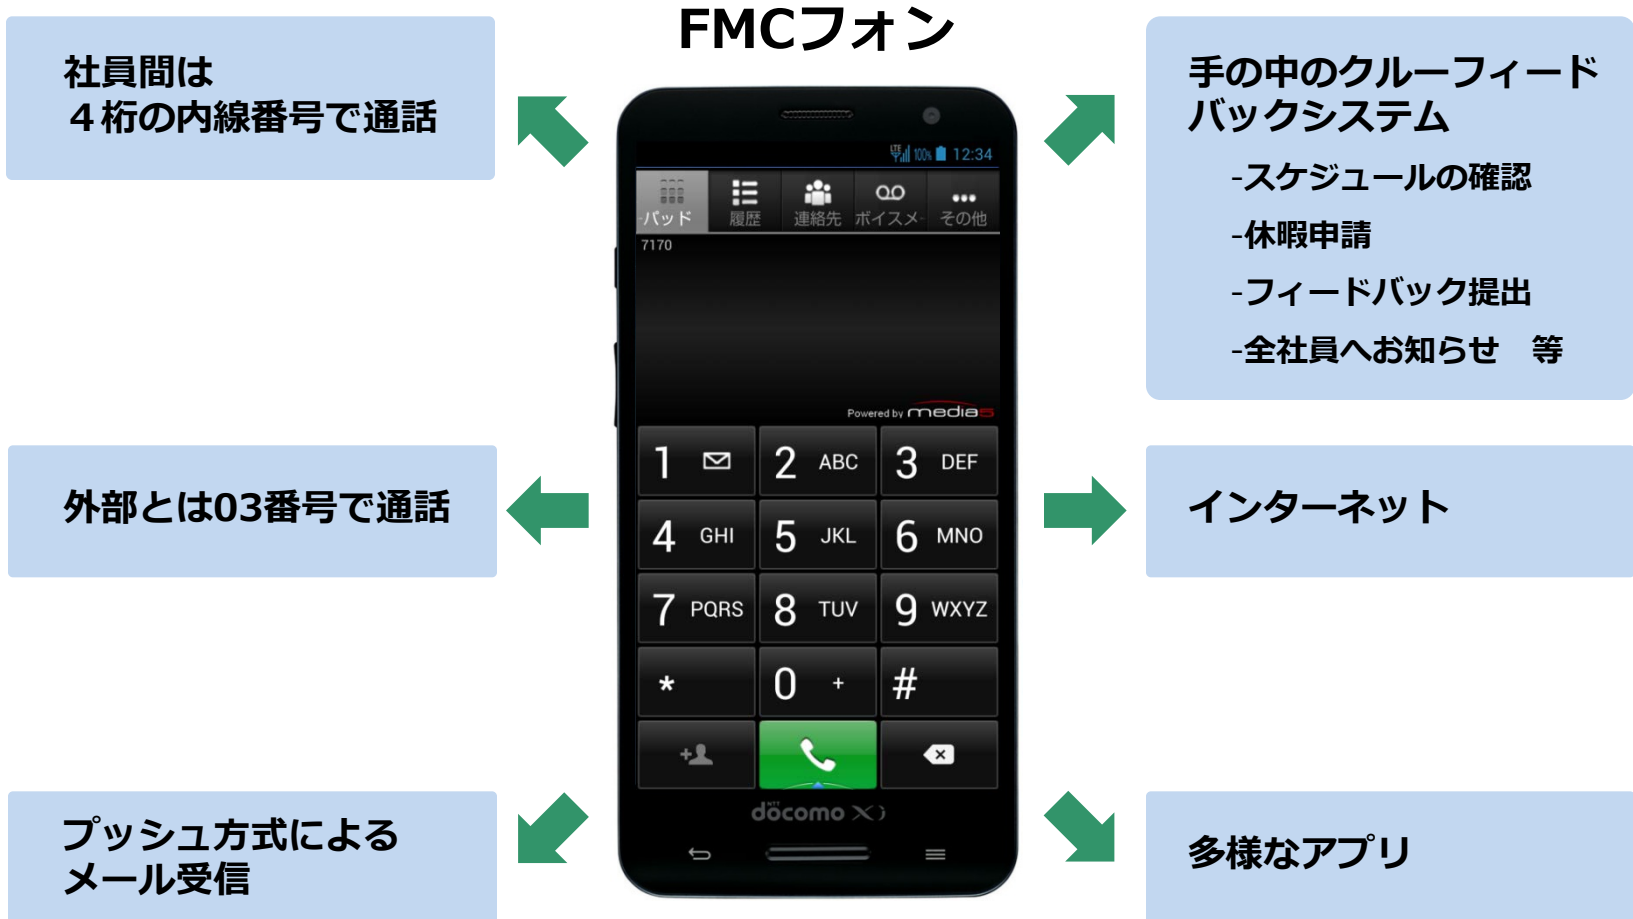 FMCフォン
社員間は
４桁の内線番号で通話
外部とは03番号で通話
プッシュ方式による
メール受信
LTE 100% 12:34
パッド 履歴 連絡先 ボイスメ その他
7170
Powered by media5
1
2 ABC
3 DEF
4 GHI
5 JKL
6 MNO
7 PQRS
8 TUV
9 WXYZ
*
0 +
#
NTT
döcomo Xi
手の中のクルーフィード
バックシステム
-スケジュールの確認
-休暇申請
-フィードバック提出
-全社員へお知らせ　等
インターネット
多様なアプリ